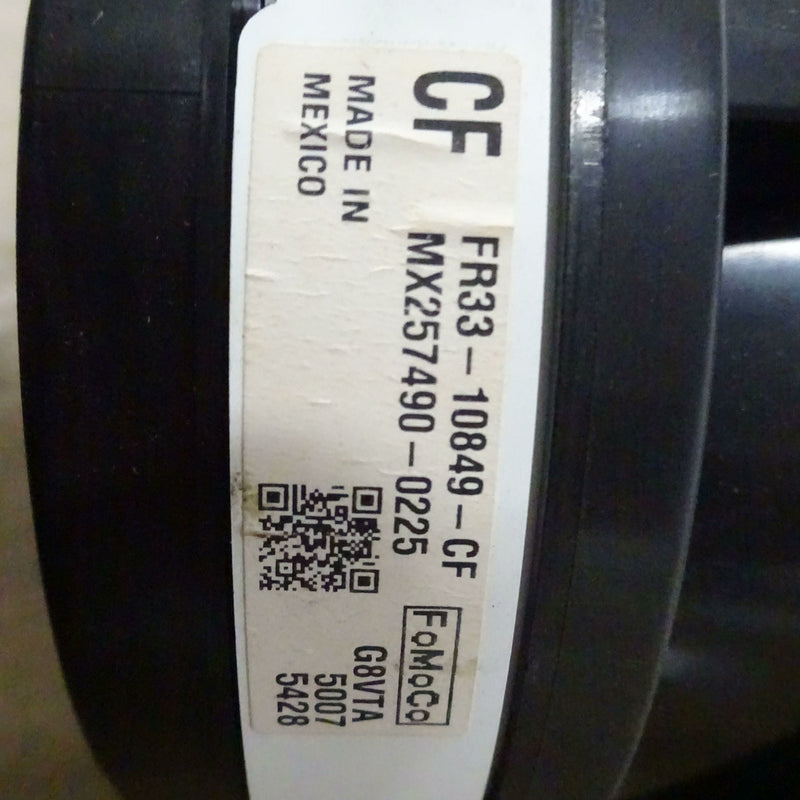 CF
FR33-10849-CF
MX257490-0225
MADE IN
MEXICO
FoMoCo
G8VTA
5007
5428